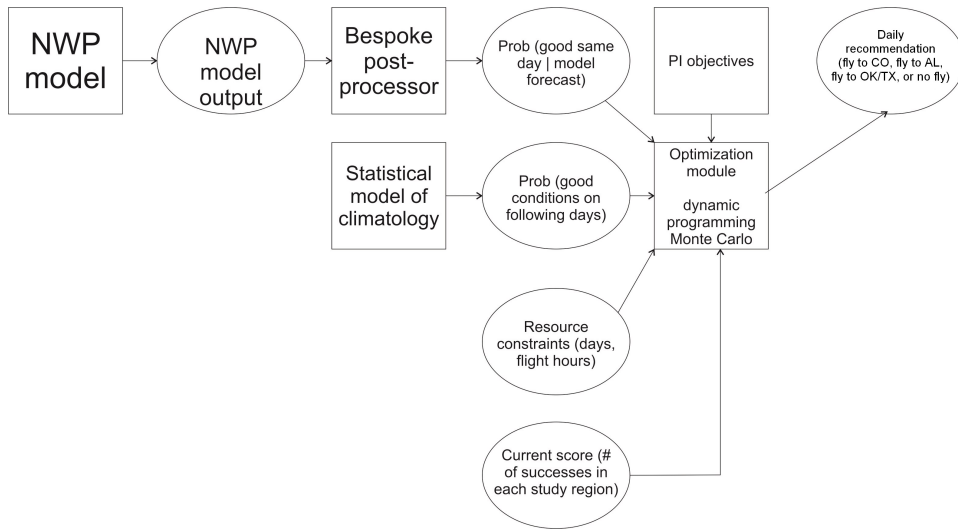 NWP
model
NWP
model
output
Bespoke
post-
processor
Prob (good same
day | model
forecast)
PI objectives
Daily
recommendation
(fly to CO, fly to AL,
fly to OK/TX, or no fly)
Statistical
model of
climatology
Prob (good
conditions on
following days)
Optimization
module
dynamic
programming
Monte Carlo
Resource
constraints (days,
flight hours)
Current score (#
of successes in
each study region)